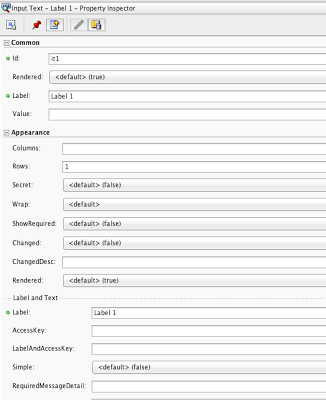 Input Text - Label 1 - Property Inspector
Common
Id: it1
Rendered: <default> (true)
Label: Label 1
Value:
Appearance
Columns:
Rows: 1
Secret: <default> (false)
Wrap: <default>
ShowRequired: <default> (false)
Changed: <default> (false)
ChangedDesc:
Rendered: <default> (true)
Label and Text
Label: Label 1
AccessKey:
LabelAndAccessKey:
Simple: <default> (false)
RequiredMessageDetail: